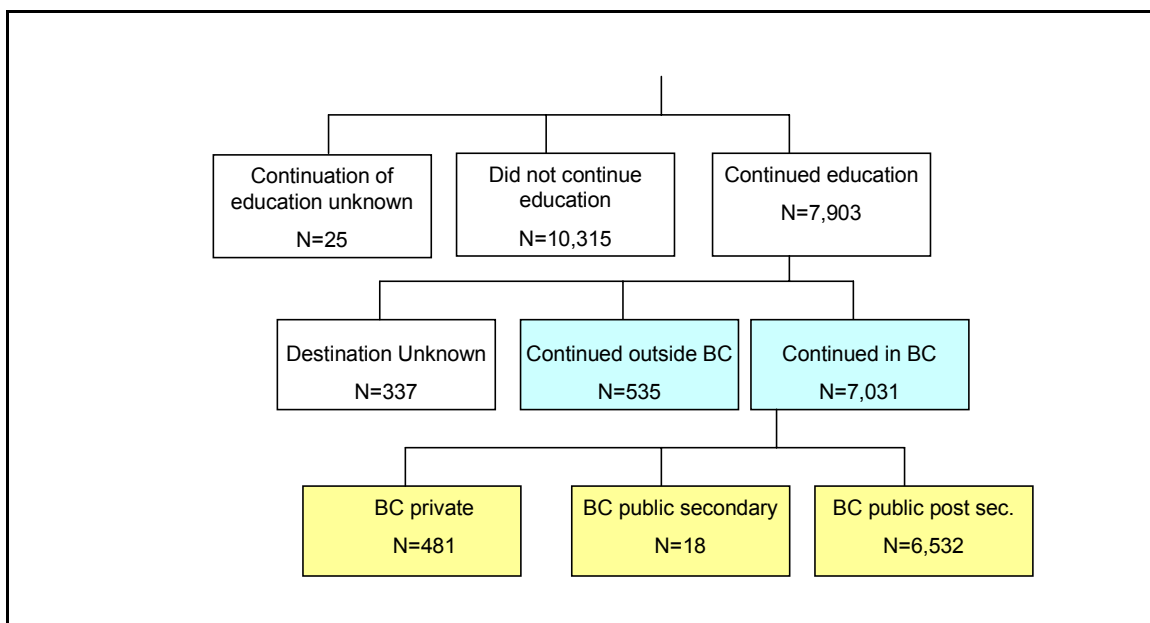 Continuation of
education unknown
N=25
Did not continue
education
N=10,315
Continued education
N=7,903
Destination Unknown
N=337
Continued outside BC
N=535
Continued in BC
N=7,031
BC private
N=481
BC public secondary
N=18
BC public post sec.
N=6,532